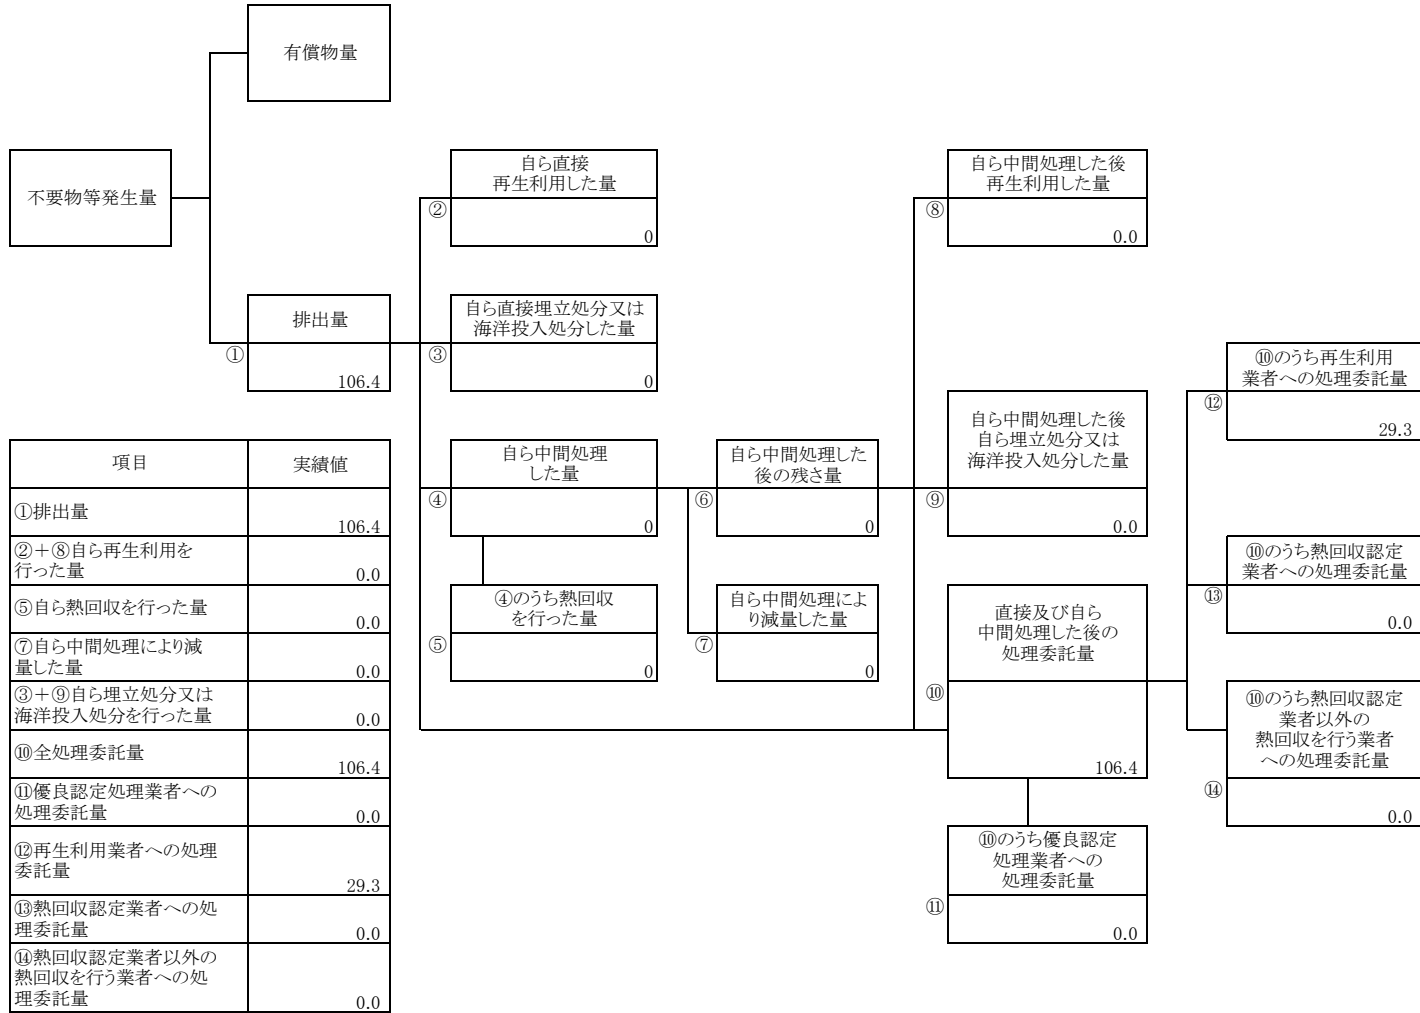 有償物量
不要物等発生量
自ら直接
再生利用した量
②
0
自ら中間処理した後
再生利用した量
⑧
0.0
排出量
①
106.4
自ら直接埋立処分又は
海洋投入処分した量
③
0
⑩のうち再生利用
業者への処理委託量
⑫
29.3
自ら中間処理
した量
④
0
自ら中間処理した
後の残さ量
⑥
0
自ら中間処理した後
自ら埋立処分又は
海洋投入処分した量
⑨
0.0
⑩のうち熱回収認定
業者への処理委託量
⑬
0.0
④のうち熱回収
を行った量
⑤
0
自ら中間処理によ
り減量した量
⑦
0
直接及び自ら
中間処理した後の
処理委託量
⑩
106.4
⑩のうち熱回収認定
業者以外の
熱回収を行う業者
への処理委託量
⑭
0.0
⑩のうち優良認定
処理業者への
処理委託量
⑪
0.0
項目 実績値
①排出量
106.4
②＋⑧自ら再生利用を
行った量
0.0
⑤自ら熱回収を行った量
0.0
⑦自ら中間処理により減
量した量
0.0
③＋⑨自ら埋立処分又は
海洋投入処分を行った量
0.0
⑩全処理委託量
106.4
⑪優良認定処理業者への
処理委託量
0.0
⑫再生利用業者への処理
委託量
29.3
⑬熱回収認定業者への処
理委託量
0.0
⑭熱回収認定業者以外の
熱回収を行う業者への処
理委託量
0.0